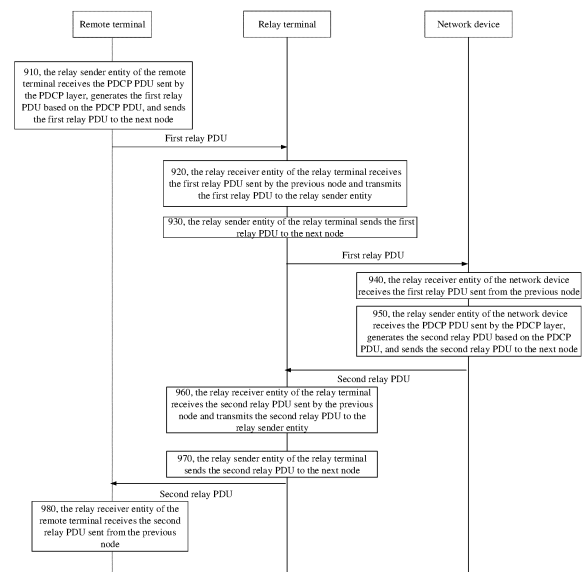 Remote terminal
Relay terminal
Network device
910, the relay sender entity of the remote
terminal receives the PDCP PDU sent by
the PDCP layer, generates the first relay
PDU based on the PDCP PDU, and sends
the first relay PDU to the next node
First relay PDU
920, the relay receiver entity of the relay terminal receives
the first relay PDU sent by the previous node and transmits
the first relay PDU to the relay sender entity
930, the relay sender entity of the relay terminal sends the first
relay PDU to the next node
First relay PDU
940, the relay receiver entity of the network device
receives the first relay PDU sent from the previous node
950, the relay sender entity of the network device
receives the PDCP PDU sent by the PDCP layer,
generates the second relay PDU based on the PDCP
PDU, and sends the second relay PDU to the next node
Second relay PDU
960, the relay receiver entity of the relay terminal
receives the second relay PDU sent by the previous
node and transmits the second relay PDU to the
relay sender entity
970, the relay sender entity of the relay terminal
sends the second relay PDU to the next node
Second relay PDU
980, the relay receiver entity of the
remote terminal receives the second
relay PDU sent from the previous
node